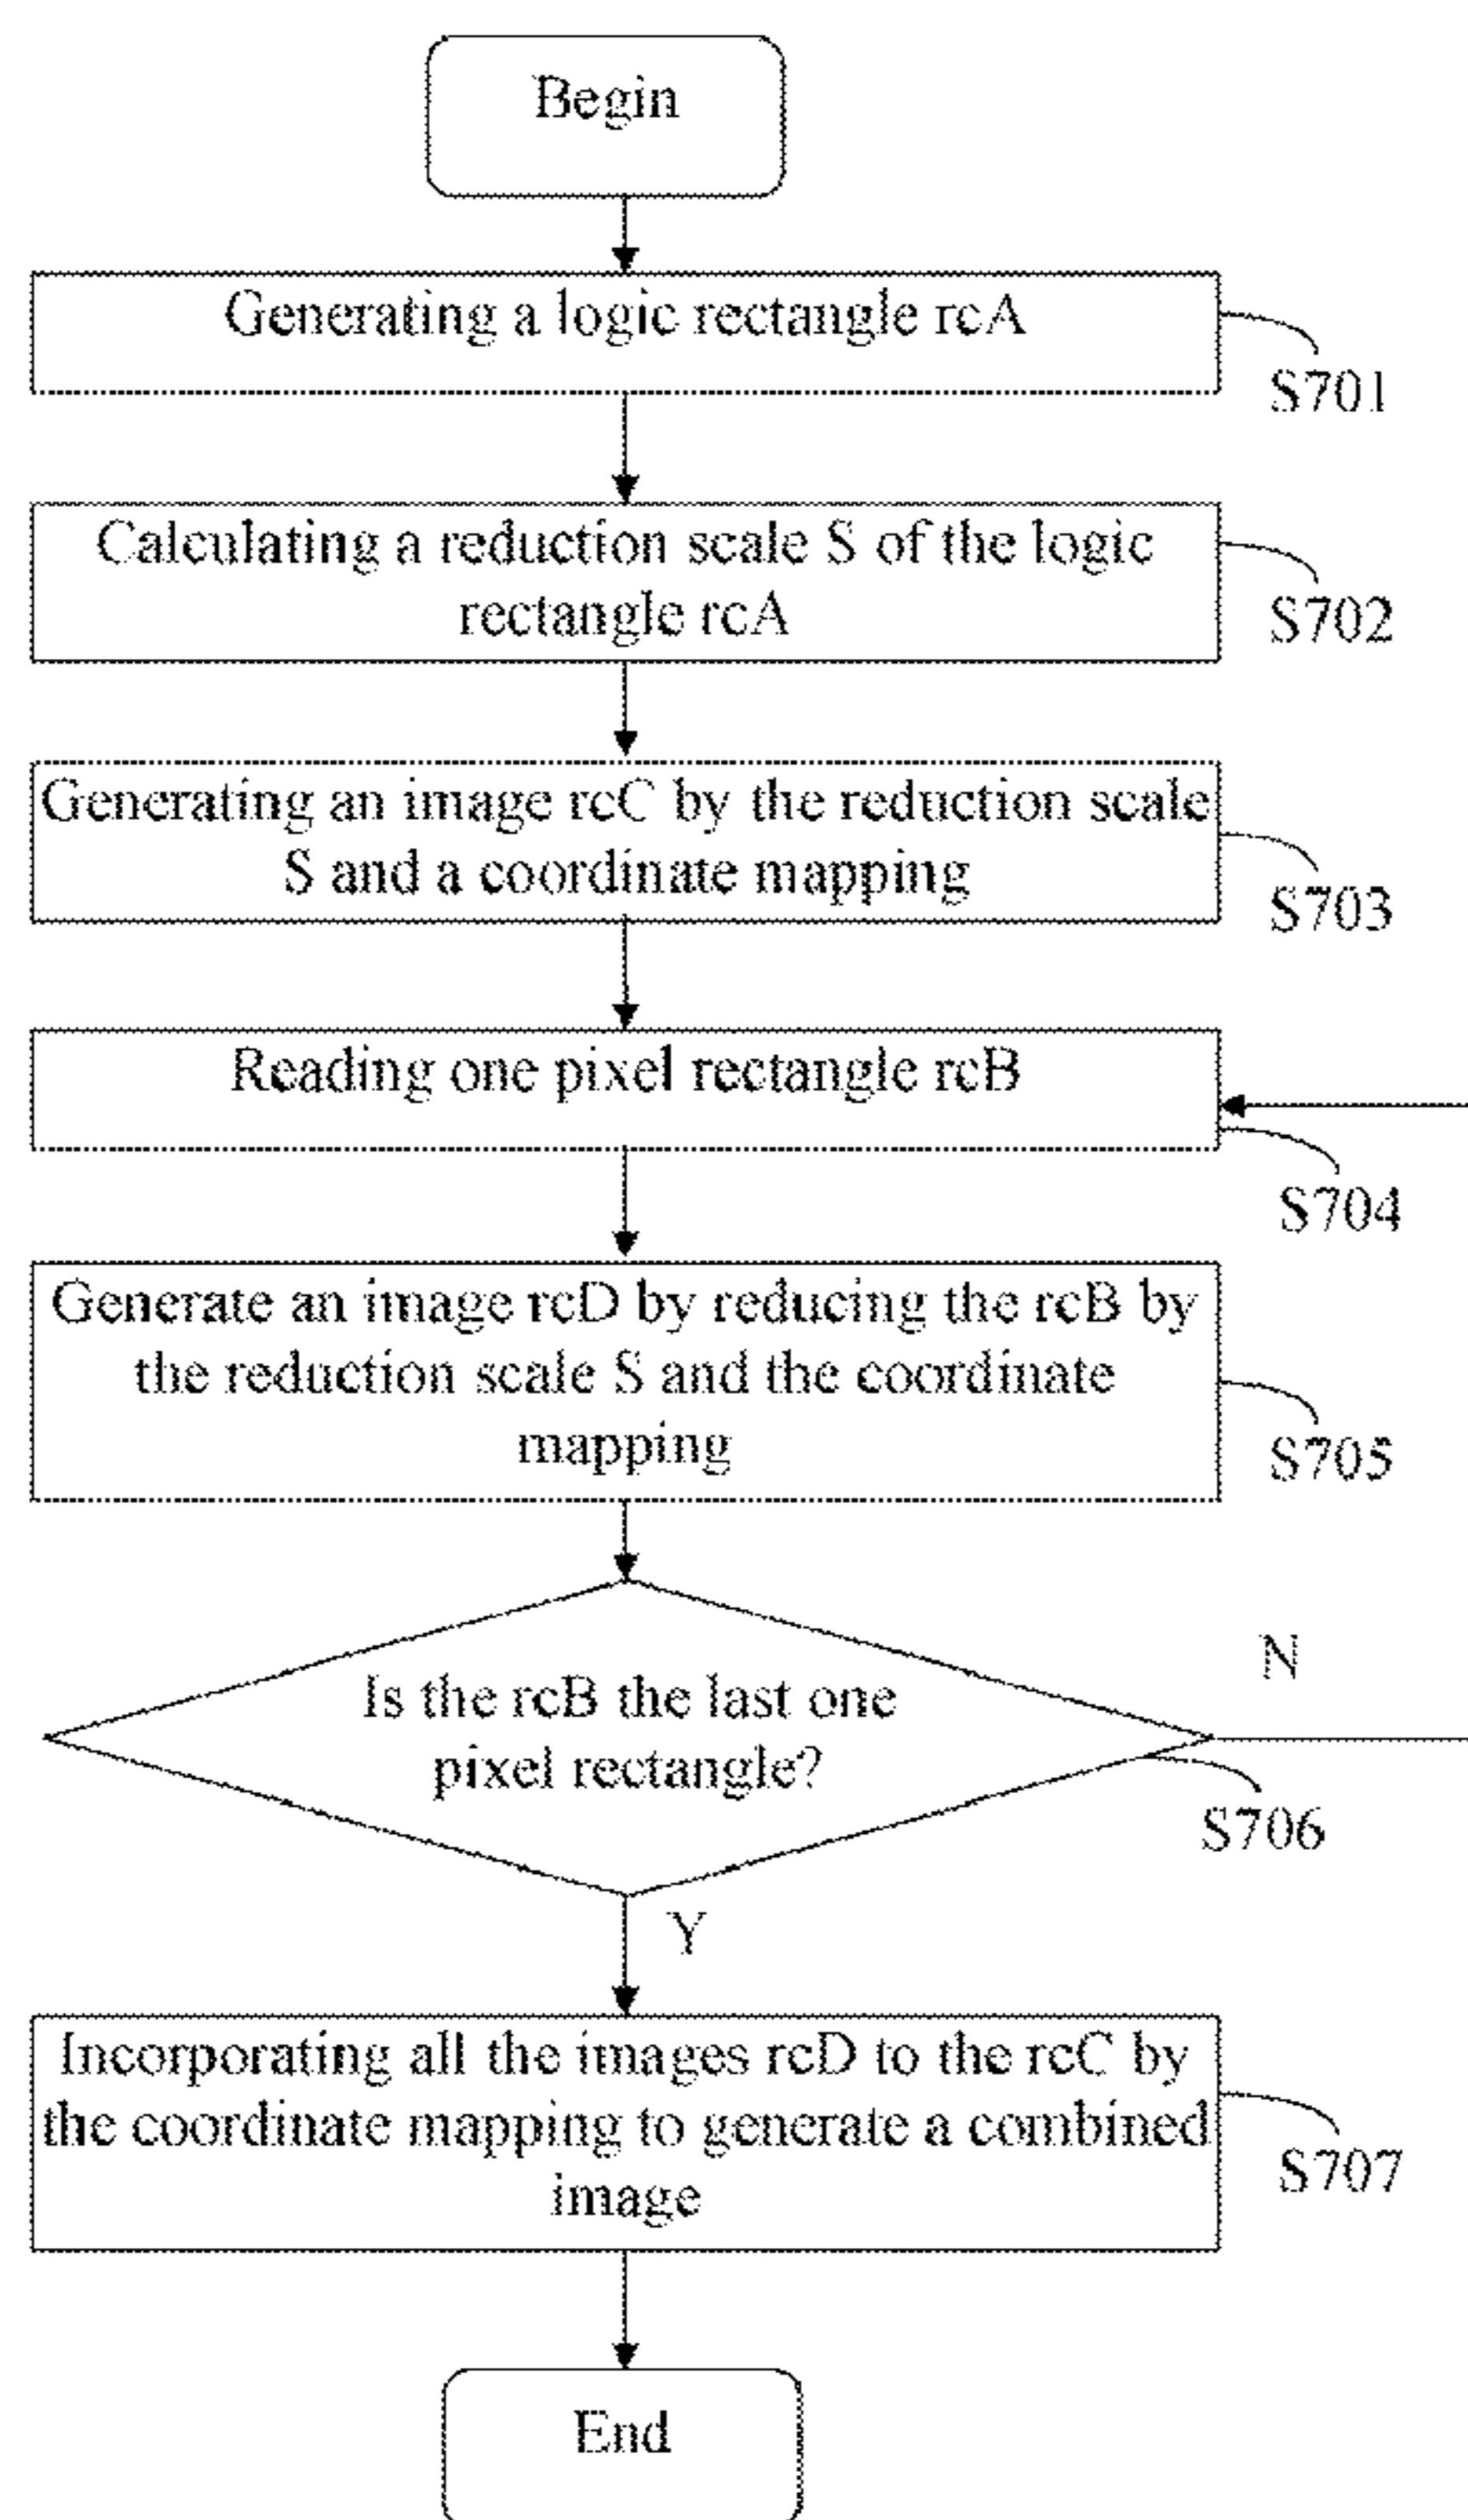 Begin
Generating a logic rectangle rcA
S701
Calculating a reduction scale S of the logic
rectangle rcA
S702
Generating an image rcC by the reduction scale
S and a coordinate mapping
S703
Reading one pixel rectangle rcB
S704
Generate an image rcD by reducing the rcB by
the reduction scale S and the coordinate
mapping
S705
N
Is the rcB the last one
pixel rectangle?
S706
Y
Incorporating all the images rcD to the rcC by
the coordinate mapping to generate a combined
image
S707
End